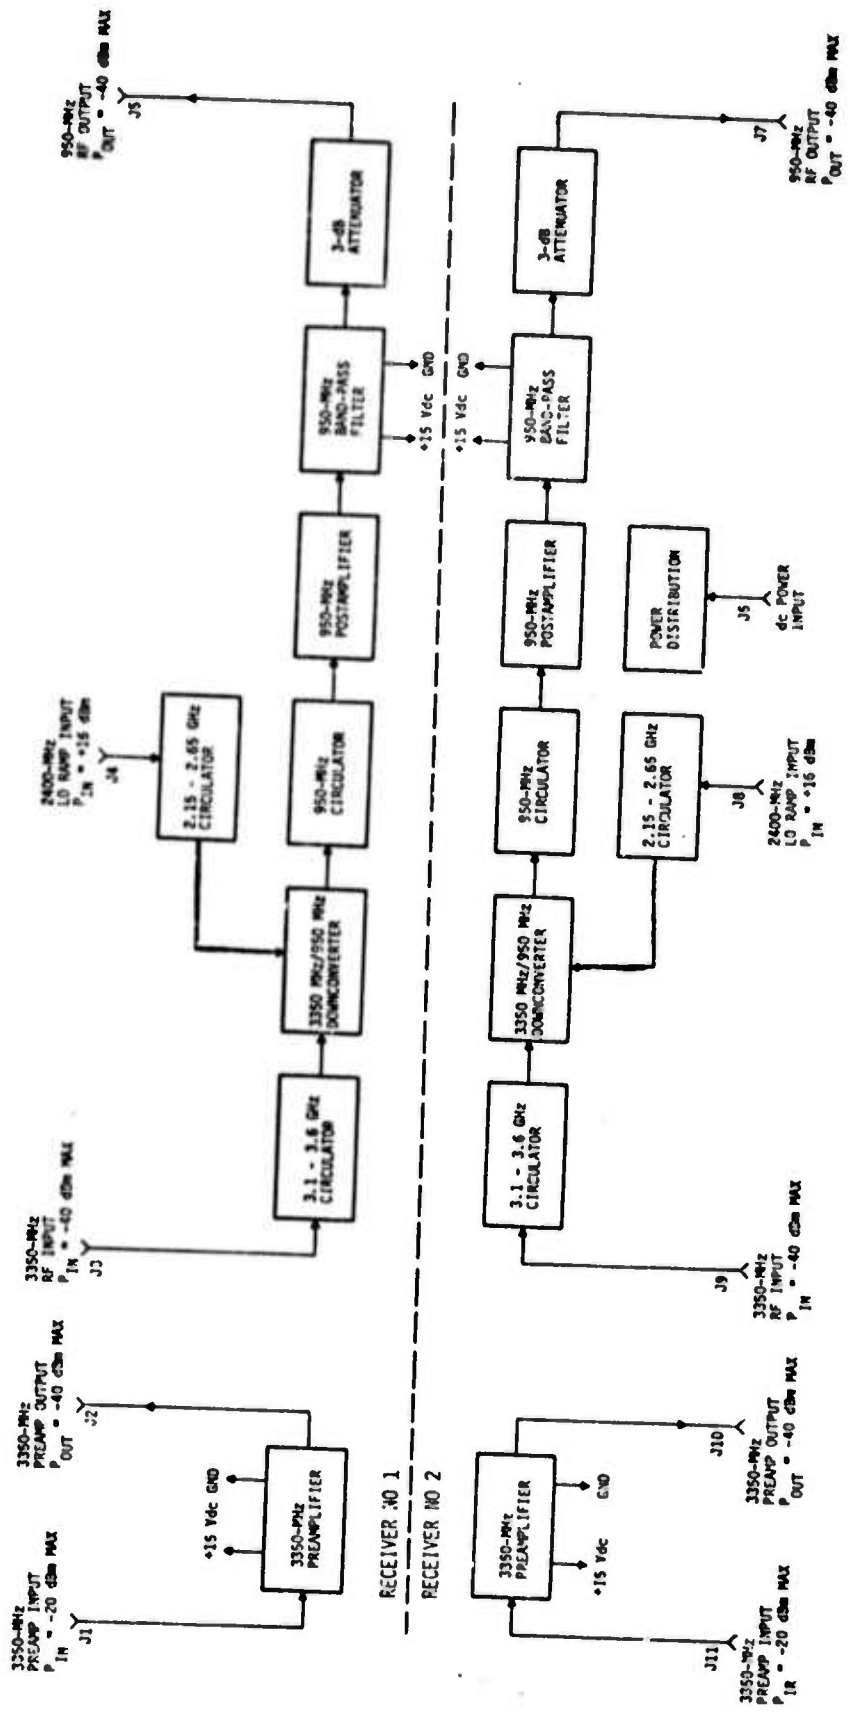 3350-MHz
PREAMP INPUT
P IN = -20 dBm MAX
J1
3350-MHz
PREAMP OUTPUT
P OUT = -40 dBm MAX
J2
+15 Vdc GND
3350-MHz
PREAMPLIFIER
3350-MHz
RF INPUT
P IN = -40 dBm MAX
J3
3.1 - 3.6 GHz
CIRCULATOR
3350 MHz/950 MHz
DOWNCONVERTER
2400-MHz
LO RAMP INPUT
P IN = +16 dBm
J4
2.15 - 2.65 GHz
CIRCULATOR
950-MHz
CIRCULATOR
950-MHz
POSTAMPLIFIER
950-MHz
BAND-PASS
FILTER
+15 Vdc GND
3-dB
ATTENUATOR
950-MHz
RF OUTPUT
P OUT = -40 dBm MAX
J5
RECEIVER NO 1
RECEIVER NO 2
3350-MHz
PREAMPLIFIER
+15 Vdc GND
J11
3350-MHz
PREAMP INPUT
P IR = -20 dBm MAX
J10
3350-MHz
PREAMP OUTPUT
P OUT = -40 dBm MAX
3.1 - 3.6 GHz
CIRCULATOR
J9
3350-MHz
RF INPUT
P IN = -40 dBm MAX
3350 MHz/950 MHz
DOWNCONVERTER
2.15 - 2.65 GHz
CIRCULATOR
J8
2400-MHz
LO RAMP INPUT
P IN = +16 dBm
950-MHz
CIRCULATOR
950-MHz
POSTAMPLIFIER
POWER
DISTRIBUTION
J5
dc POWER
INPUT
+15 Vdc GND
950-MHz
BAND-PASS
FILTER
3-dB
ATTENUATOR
J7
950-MHz
RF OUTPUT
P OUT = -40 dBm MAX